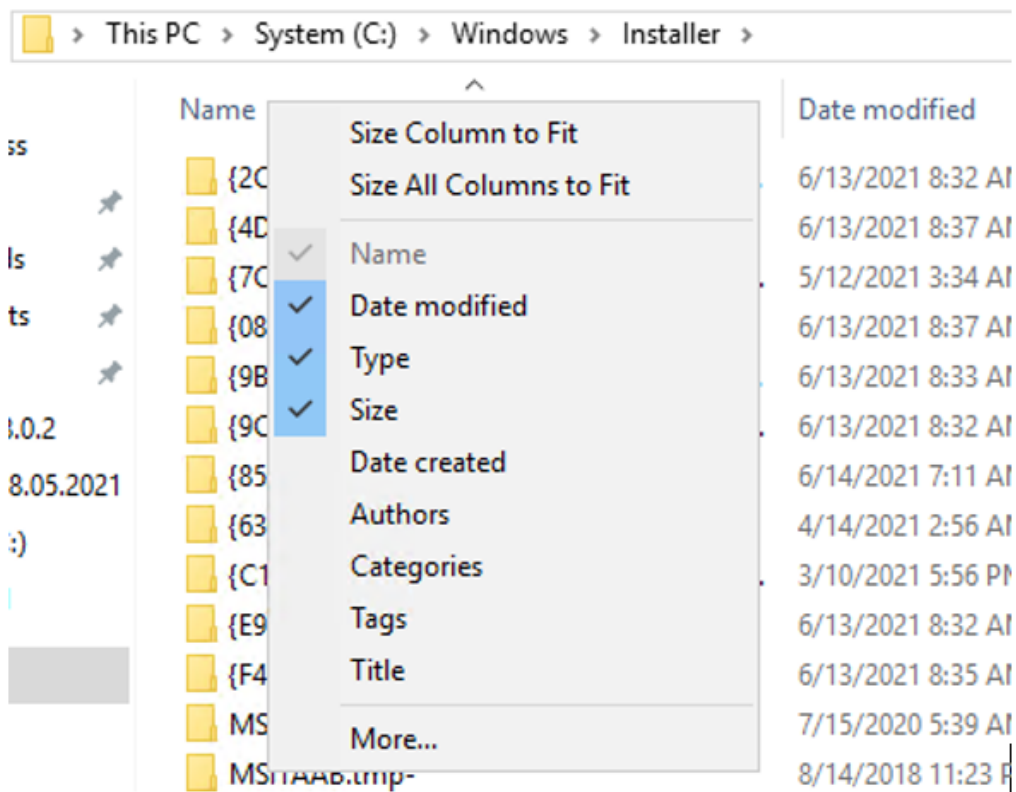 This PC > System (C:) > Windows > Installer >
Name
Date modified
Size Column to Fit
Size All Columns to Fit
Name
Date modified
Type
Size
Date created
Authors
Categories
Tags
Title
More...
ss
ls
ts
3.0.2
8.05.2021
:)
{2C
{4D
{7C
{08
{9B
{9C
{85
{63
{C1
{E9
{F4
MS
6/13/2021 8:32 AM
6/13/2021 8:37 AM
5/12/2021 3:34 AM
6/13/2021 8:37 AM
6/13/2021 8:33 AM
6/13/2021 8:32 AM
6/14/2021 7:11 AM
4/14/2021 2:56 AM
3/10/2021 5:56 PM
6/13/2021 8:32 AM
6/13/2021 8:35 AM
7/15/2020 5:39 AM
8/14/2018 11:23 P